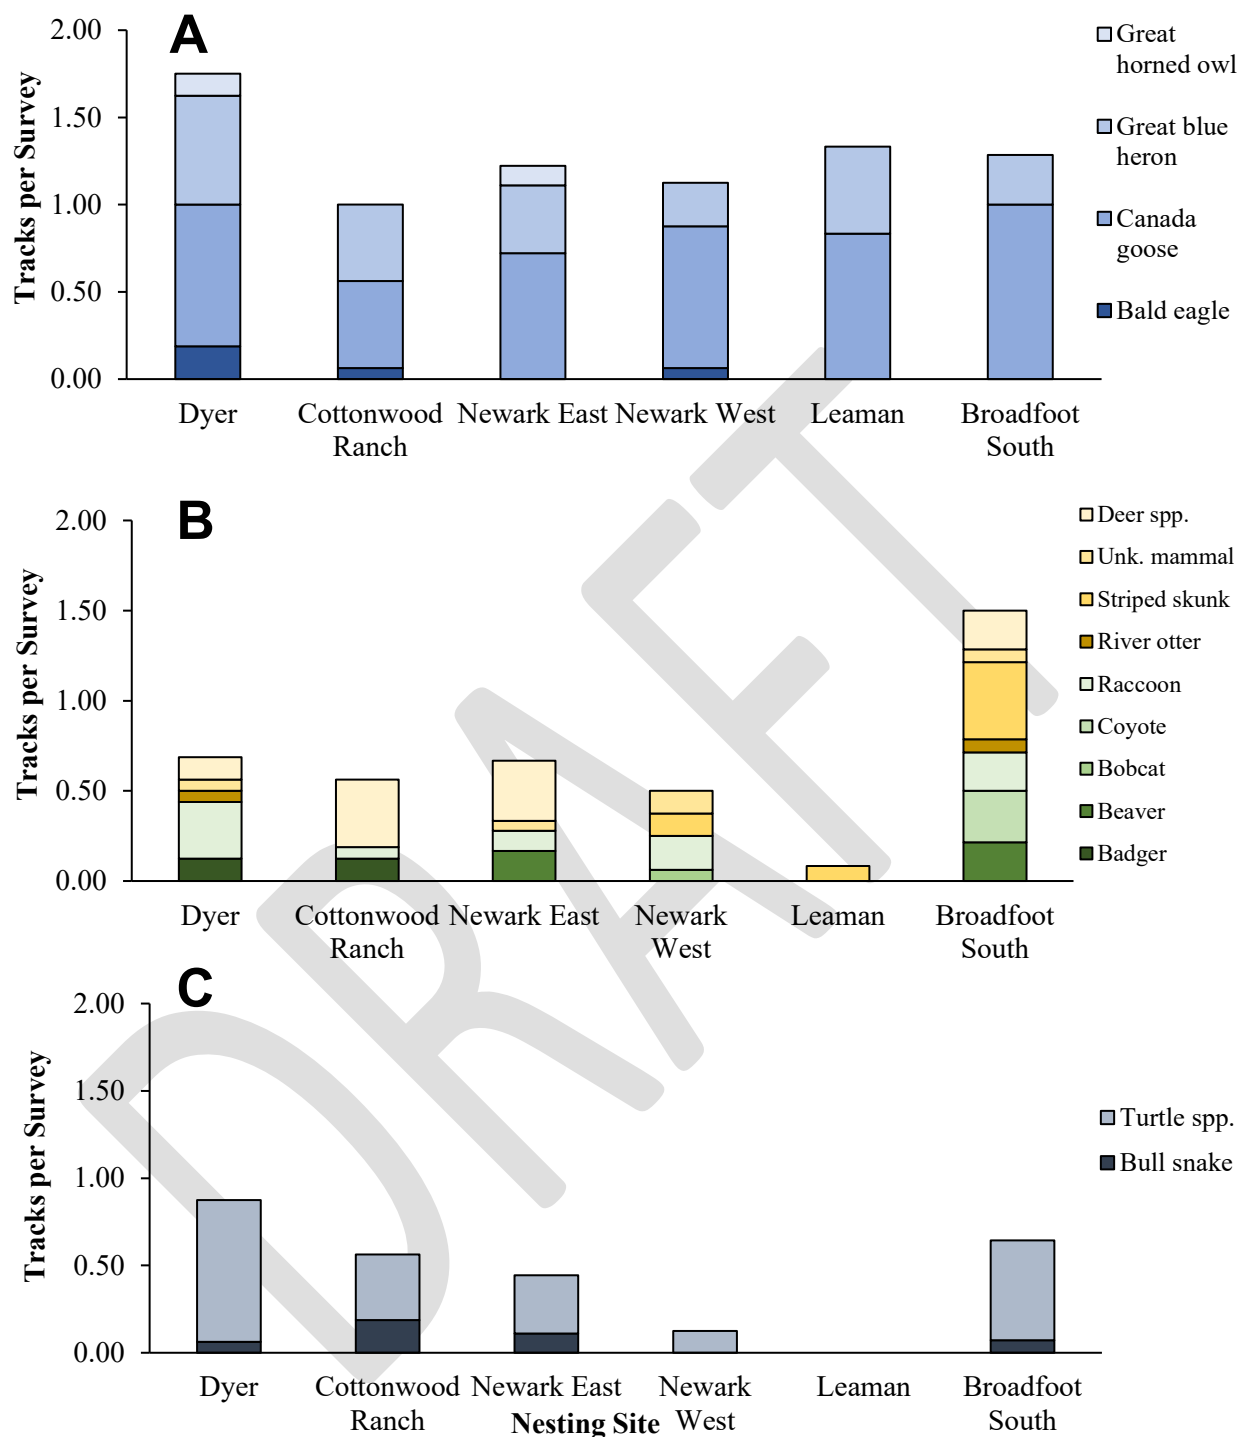 A
2.00
1.50
1.00
0.50
0.00
Tracks per Survey
Great
horned owl
Great blue
heron
Canada
goose
Bald eagle
Dyer
Cottonwood
Ranch
Newark East
Newark West
Leaman
Broadfoot
South
B
2.00
1.50
1.00
0.50
0.00
Tracks per Survey
Deer spp.
Unk. mammal
Striped skunk
River otter
Raccoon
Coyote
Bobcat
Beaver
Badger
Dyer
Cottonwood
Ranch
Newark East
Newark
West
Leaman
Broadfoot
South
C
2.00
1.50
1.00
0.50
0.00
Tracks per Survey
Turtle spp.
Bull snake
Dyer
Cottonwood
Ranch
Newark East
Newark
West
Leaman
Broadfoot
South
Nesting Site
DRAFT